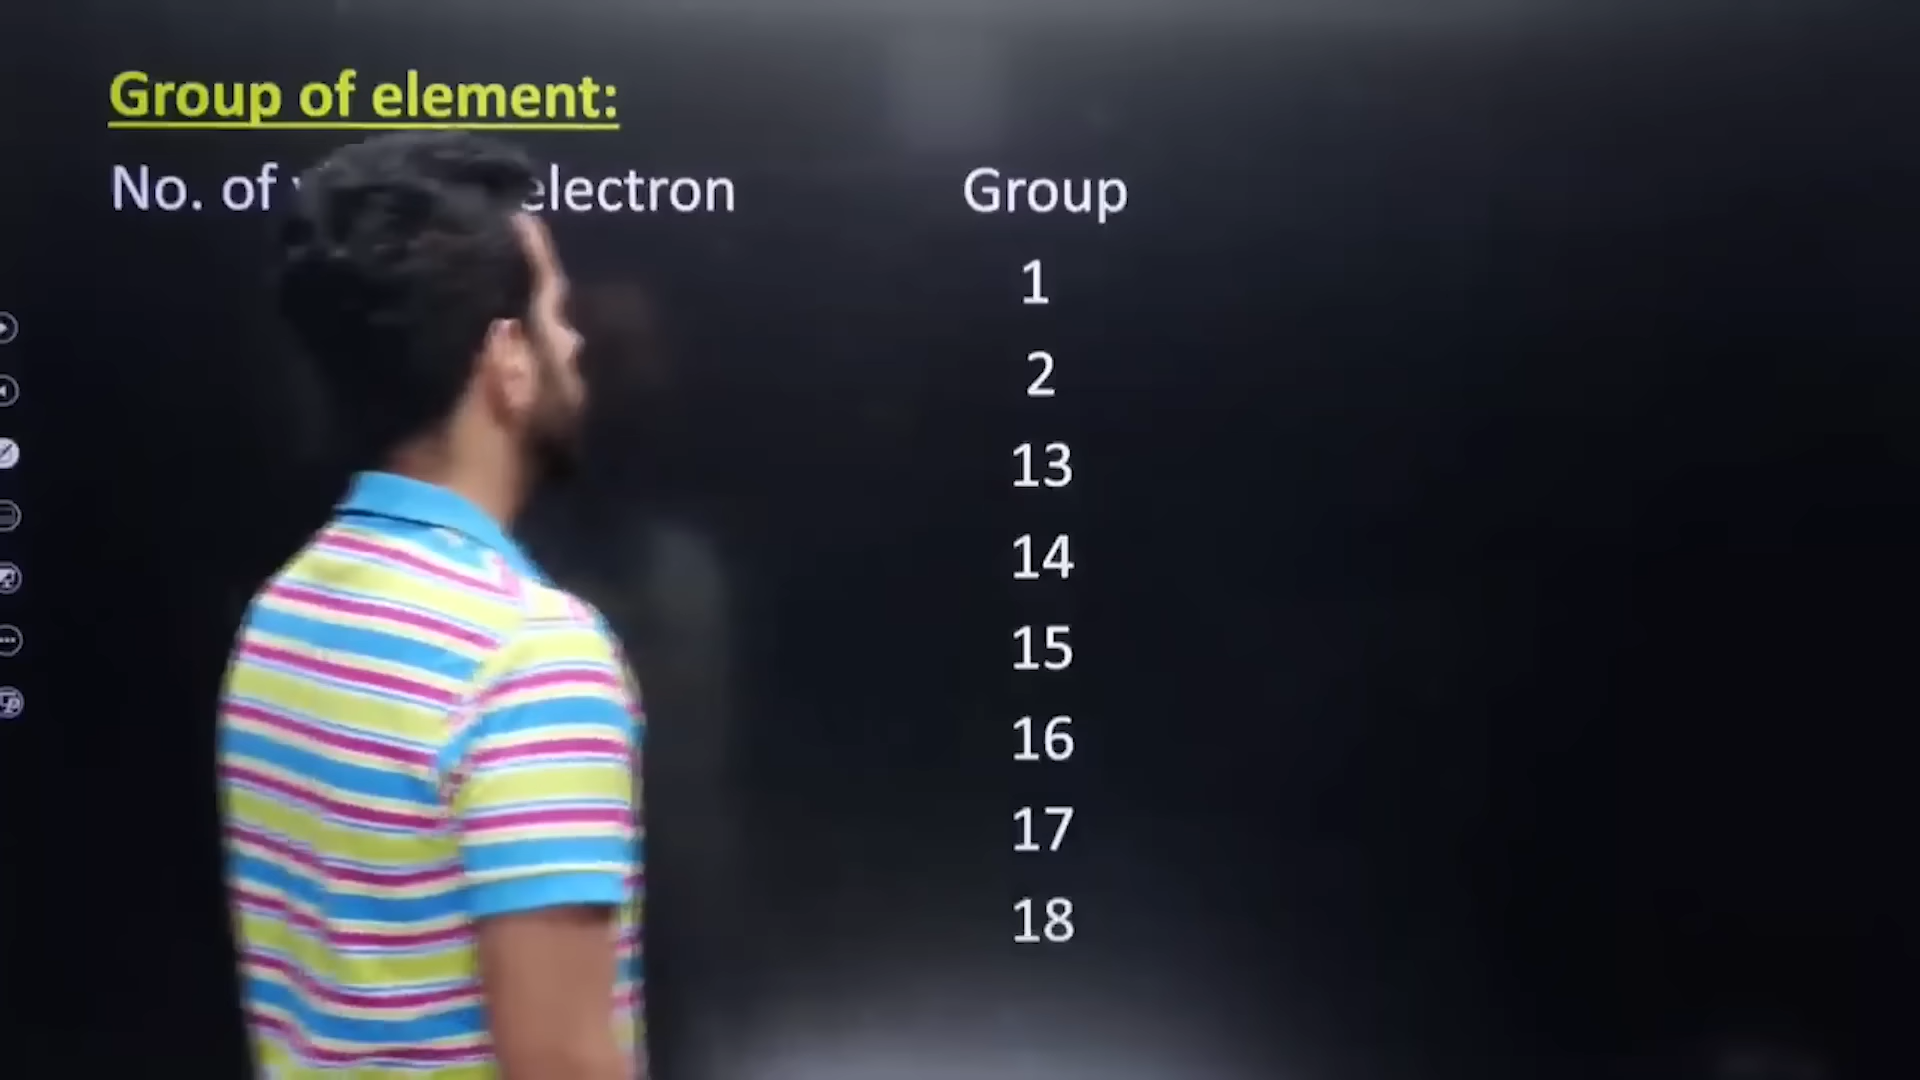 Group of element:
No. of electron
Group
1
2
13
14
15
16
17
18